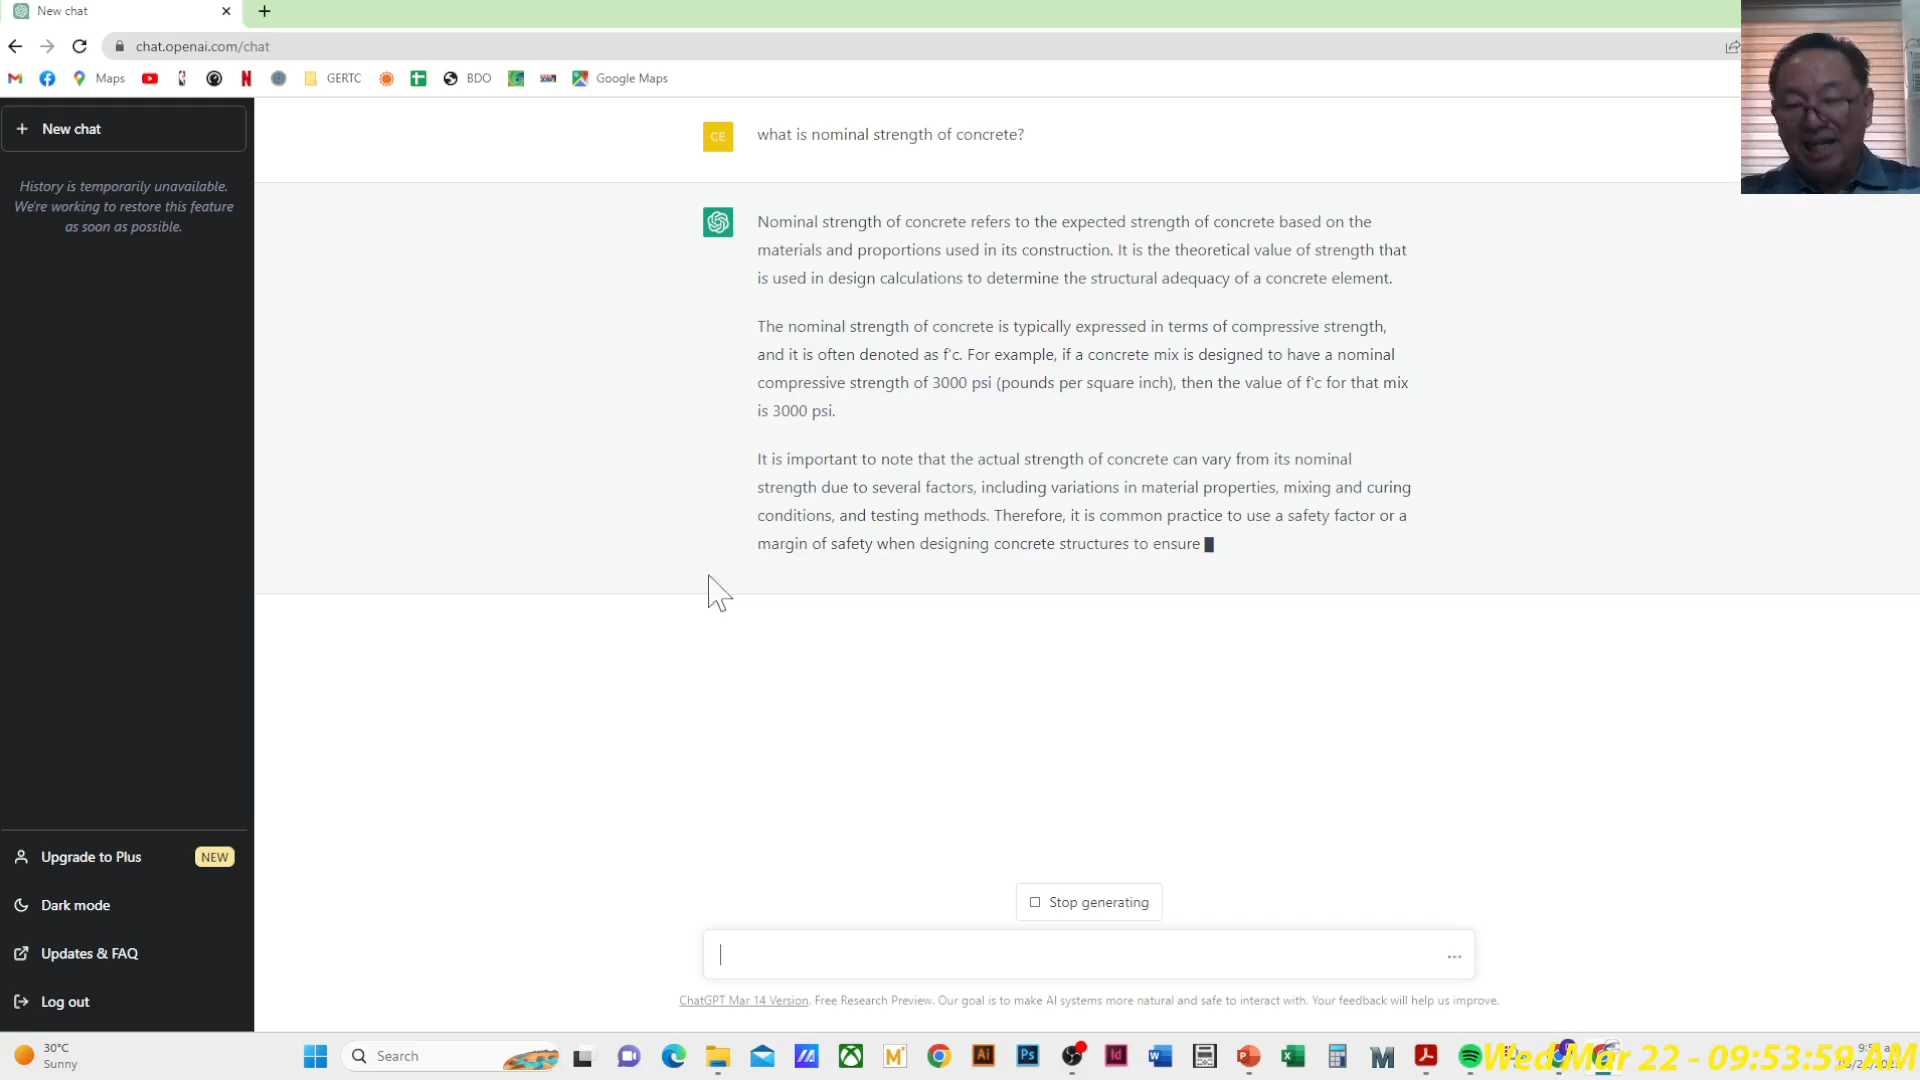 New chat
chat.openai.com/chat
Maps
GERTC
BDO
Google Maps
New chat
History is temporarily unavailable.
We're working to restore this feature
as soon as possible.
CE
what is nominal strength of concrete?
Nominal strength of concrete refers to the expected strength of concrete based on the
materials and proportions used in its construction. It is the theoretical value of strength that
is used in design calculations to determine the structural adequacy of a concrete element.
The nominal strength of concrete is typically expressed in terms of compressive strength,
and it is often denoted as f'c. For example, if a concrete mix is designed to have a nominal
compressive strength of 3000 psi (pounds per square inch), then the value of f'c for that mix
is 3000 psi.
It is important to note that the actual strength of concrete can vary from its nominal
strength due to several factors, including variations in material properties, mixing and curing
conditions, and testing methods. Therefore, it is common practice to use a safety factor or a
margin of safety when designing concrete structures to ensure
Upgrade to Plus NEW
Dark mode
Updates & FAQ
Log out
Stop generating
ChatGPT Mar 14 Version. Free Research Preview. Our goal is to make AI systems more natural and safe to interact with. Your feedback will help us improve.
30°C
Sunny
Search
Wed Mar 22 - 09:53:59 AM